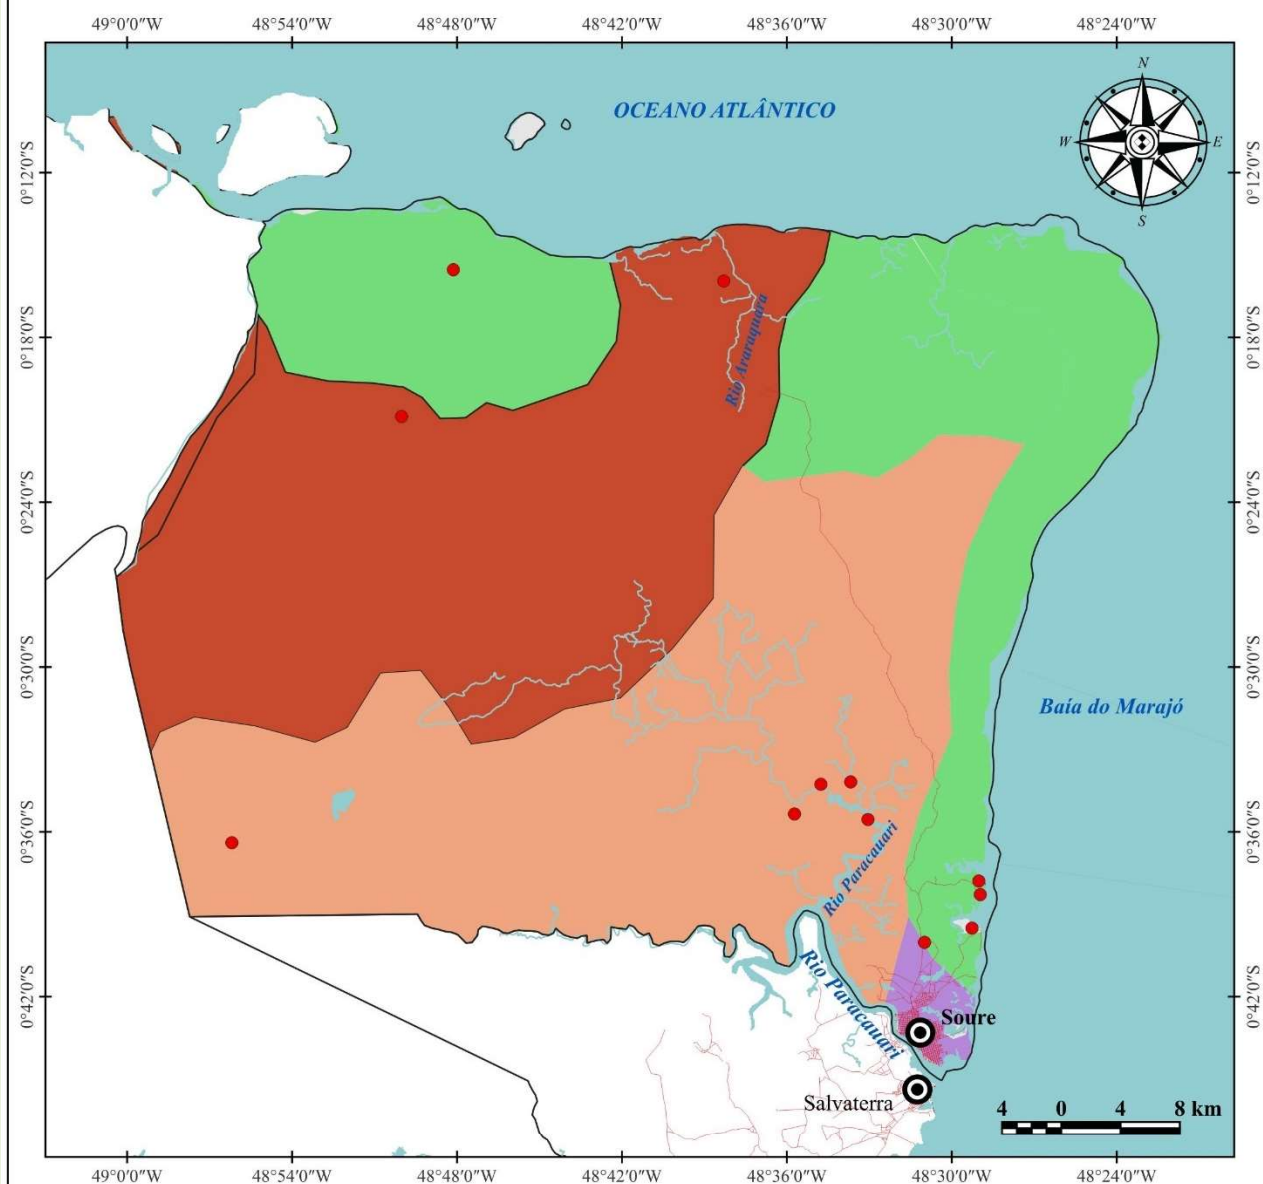 49°0'0"W 48°54'0"W 48°48'0"W 48°42'0"W 48°36'0"W 48°30'0"W 48°24'0"W
N
OCEANO ATLÂNTICO
W E
S
0°12'0"S 0°12'0"S
Rio Araraquara
0°18'0"S 0°18'0"S
0°24'0"S 0°24'0"S
0°30'0"S 0°30'0"S
Baía do Marajó
0°36'0"S 0°36'0"S
Rio Paracauari
Rio Paracauari
0°42'0"S 0°42'0"S
Soure
Salvaterra
4 0 4 8 km
49°0'0"W 48°54'0"W 48°48'0"W 48°42'0"W 48°36'0"W 48°30'0"W 48°24'0"W